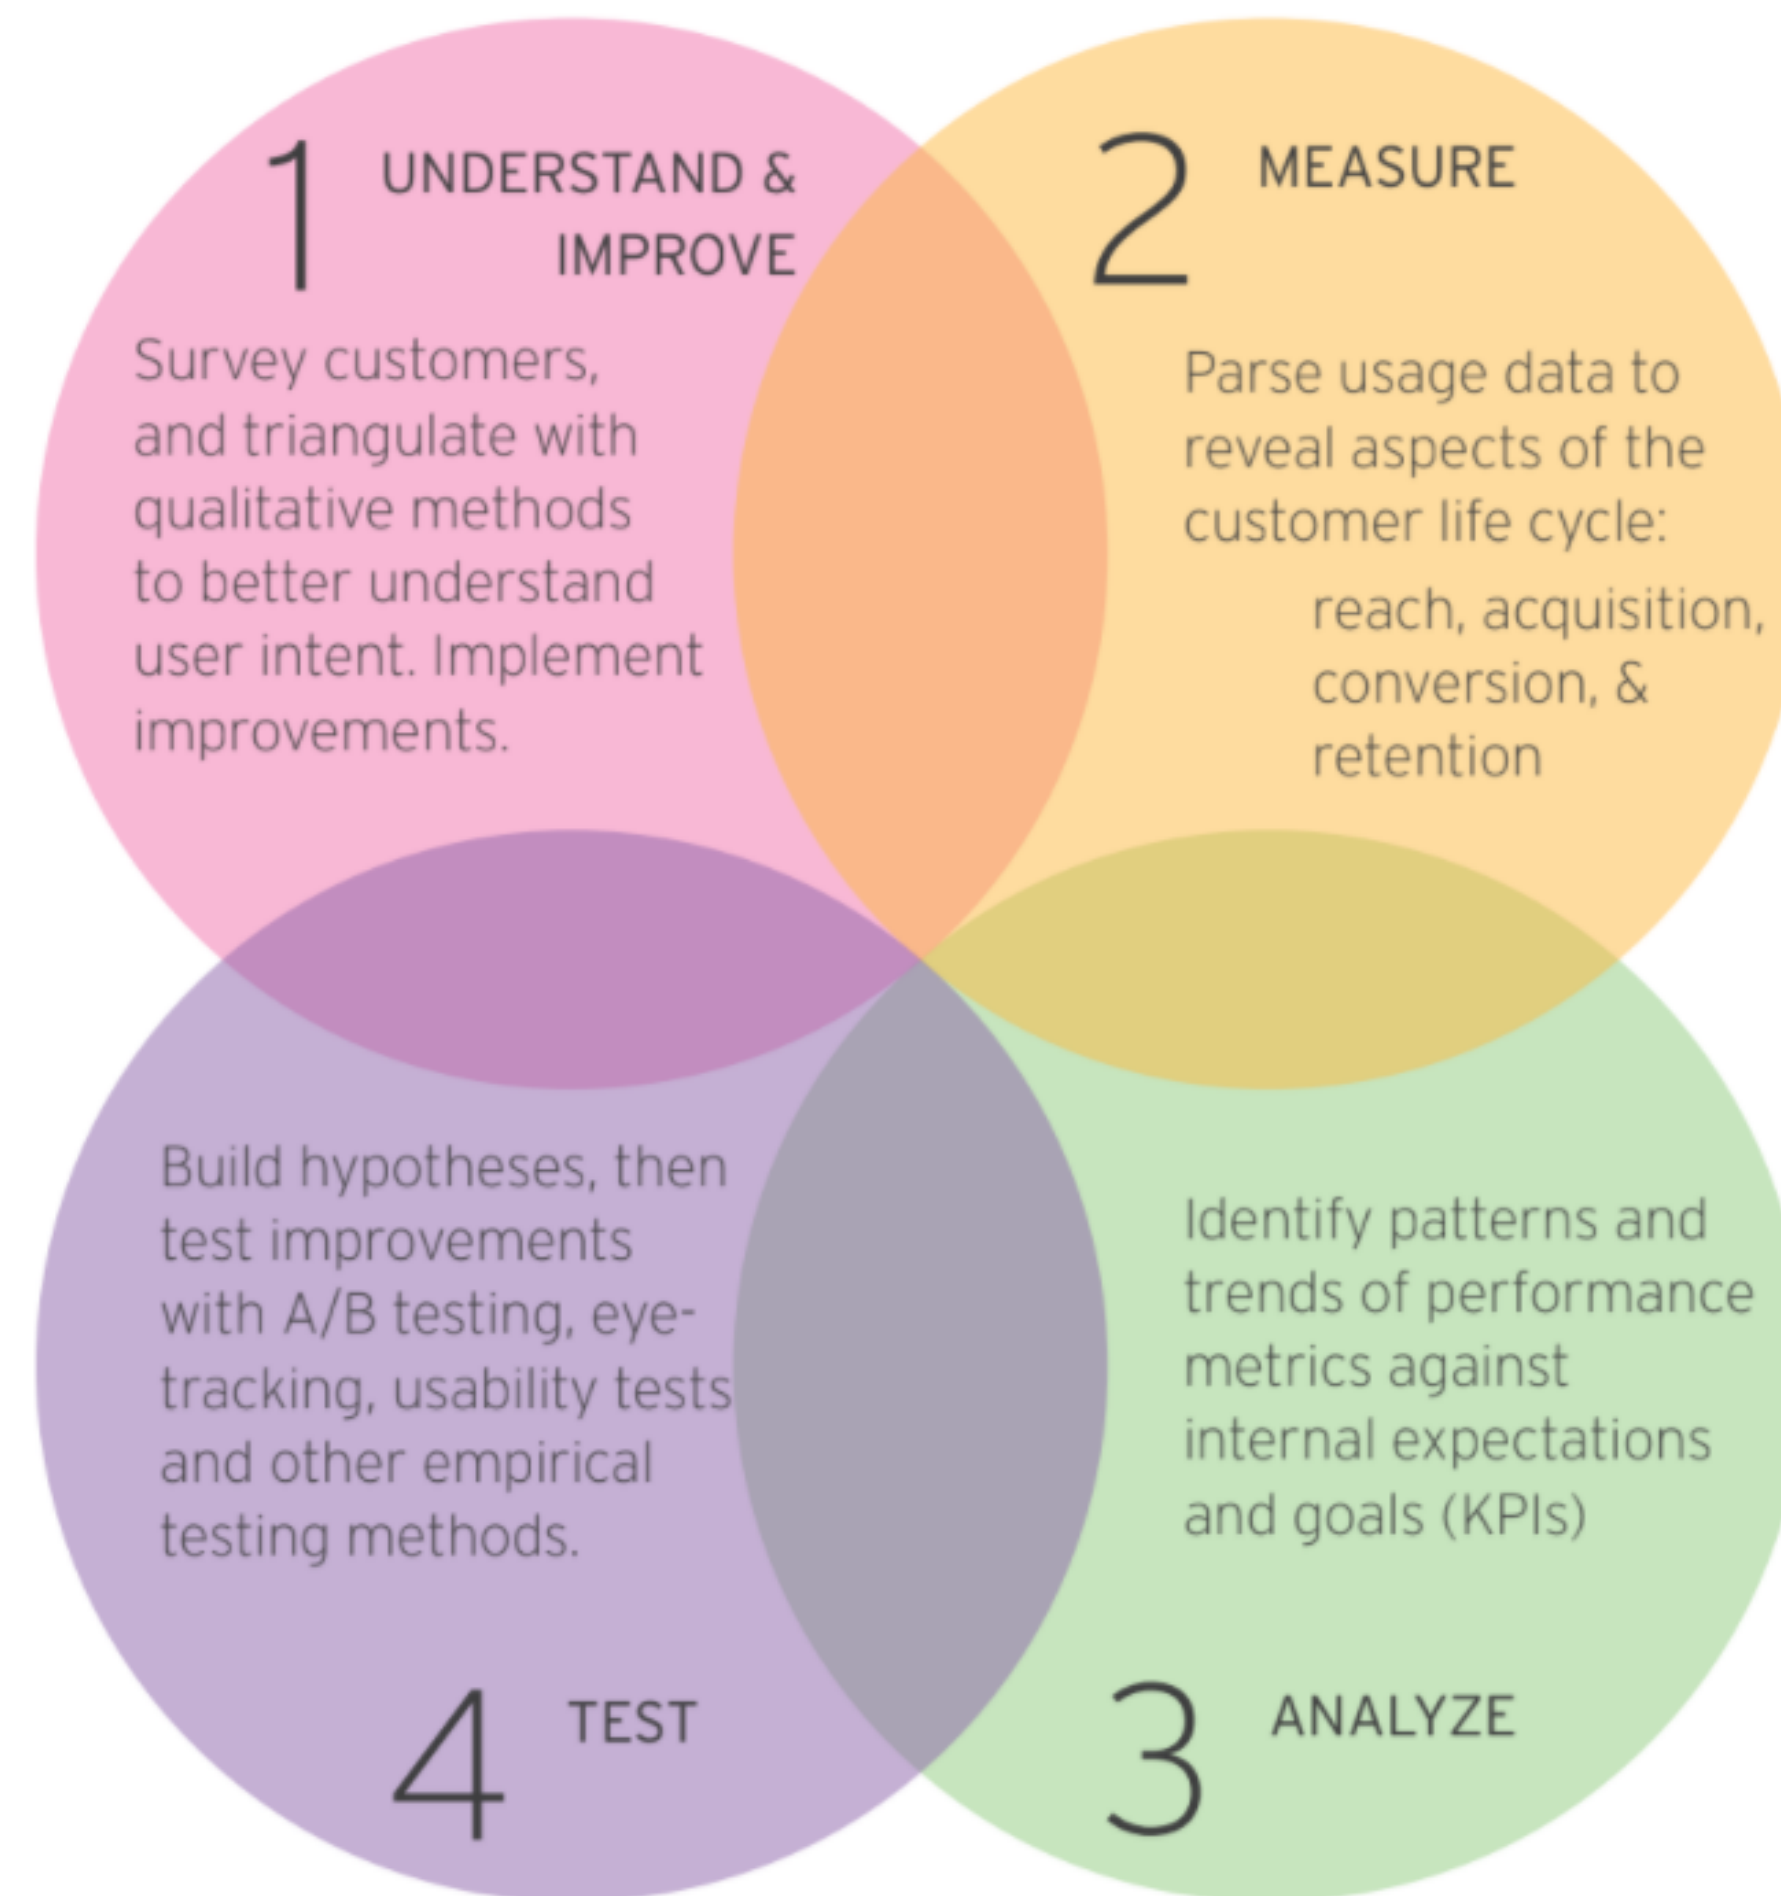 1
UNDERSTAND &
IMPROVE
Survey customers,
and triangulate with
qualitative methods
to better understand
user intent. Implement
improvements.
2
MEASURE
Parse usage data to
reveal aspects of the
customer life cycle:
reach, acquisition,
conversion, &
retention
Identify patterns and
trends of performance
metrics against
internal expectations
and goals (KPIs)
3
ANALYZE
Build hypotheses, then
test improvements
with A/B testing, eye-
tracking, usability tests
and other empirical
testing methods.
4
TEST